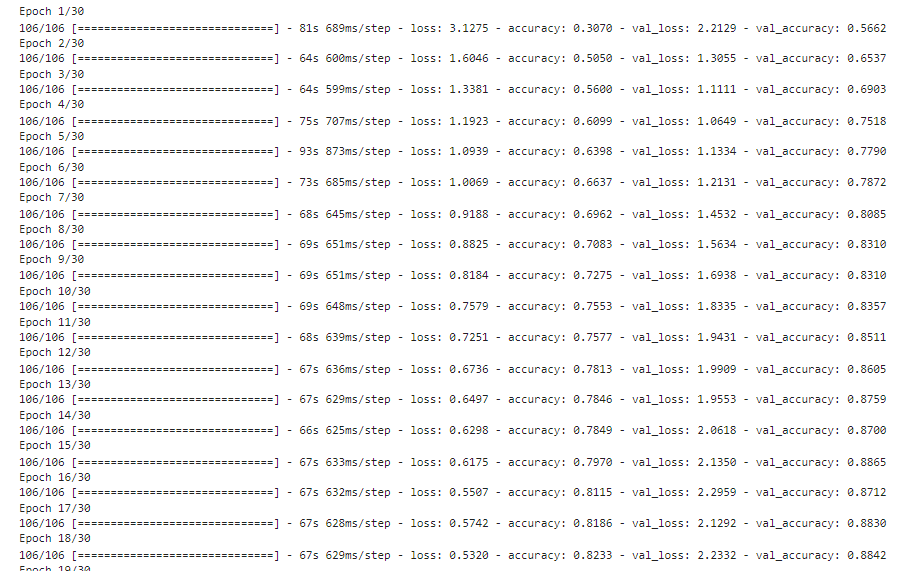 Epoch 1/30
106/106 [==============================] - 81s 689ms/step - loss: 3.1275 - accuracy: 0.3070 - val_loss: 2.2129 - val_accuracy: 0.5662
Epoch 2/30
106/106 [==============================] - 64s 600ms/step - loss: 1.6046 - accuracy: 0.5050 - val_loss: 1.3055 - val_accuracy: 0.6537
Epoch 3/30
106/106 [==============================] - 64s 599ms/step - loss: 1.3381 - accuracy: 0.5600 - val_loss: 1.1111 - val_accuracy: 0.6903
Epoch 4/30
106/106 [==============================] - 75s 707ms/step - loss: 1.1923 - accuracy: 0.6099 - val_loss: 1.0649 - val_accuracy: 0.7518
Epoch 5/30
106/106 [==============================] - 93s 873ms/step - loss: 1.0939 - accuracy: 0.6398 - val_loss: 1.1334 - val_accuracy: 0.7790
Epoch 6/30
106/106 [==============================] - 73s 685ms/step - loss: 1.0069 - accuracy: 0.6637 - val_loss: 1.2131 - val_accuracy: 0.7872
Epoch 7/30
106/106 [==============================] - 68s 645ms/step - loss: 0.9188 - accuracy: 0.6962 - val_loss: 1.4532 - val_accuracy: 0.8085
Epoch 8/30
106/106 [==============================] - 69s 651ms/step - loss: 0.8825 - accuracy: 0.7083 - val_loss: 1.5634 - val_accuracy: 0.8310
Epoch 9/30
106/106 [==============================] - 69s 651ms/step - loss: 0.8184 - accuracy: 0.7275 - val_loss: 1.6938 - val_accuracy: 0.8310
Epoch 10/30
106/106 [==============================] - 69s 648ms/step - loss: 0.7579 - accuracy: 0.7553 - val_loss: 1.8335 - val_accuracy: 0.8357
Epoch 11/30
106/106 [==============================] - 68s 639ms/step - loss: 0.7251 - accuracy: 0.7577 - val_loss: 1.9431 - val_accuracy: 0.8511
Epoch 12/30
106/106 [==============================] - 67s 636ms/step - loss: 0.6736 - accuracy: 0.7813 - val_loss: 1.9909 - val_accuracy: 0.8605
Epoch 13/30
106/106 [==============================] - 67s 629ms/step - loss: 0.6497 - accuracy: 0.7846 - val_loss: 1.9553 - val_accuracy: 0.8759
Epoch 14/30
106/106 [==============================] - 66s 625ms/step - loss: 0.6298 - accuracy: 0.7849 - val_loss: 2.0618 - val_accuracy: 0.8700
Epoch 15/30
106/106 [==============================] - 67s 633ms/step - loss: 0.6175 - accuracy: 0.7970 - val_loss: 2.1350 - val_accuracy: 0.8865
Epoch 16/30
106/106 [==============================] - 67s 632ms/step - loss: 0.5507 - accuracy: 0.8115 - val_loss: 2.2959 - val_accuracy: 0.8712
Epoch 17/30
106/106 [==============================] - 67s 628ms/step - loss: 0.5742 - accuracy: 0.8186 - val_loss: 2.1292 - val_accuracy: 0.8830
Epoch 18/30
106/106 [==============================] - 67s 629ms/step - loss: 0.5320 - accuracy: 0.8233 - val_loss: 2.2332 - val_accuracy: 0.8842
Epoch 19/30